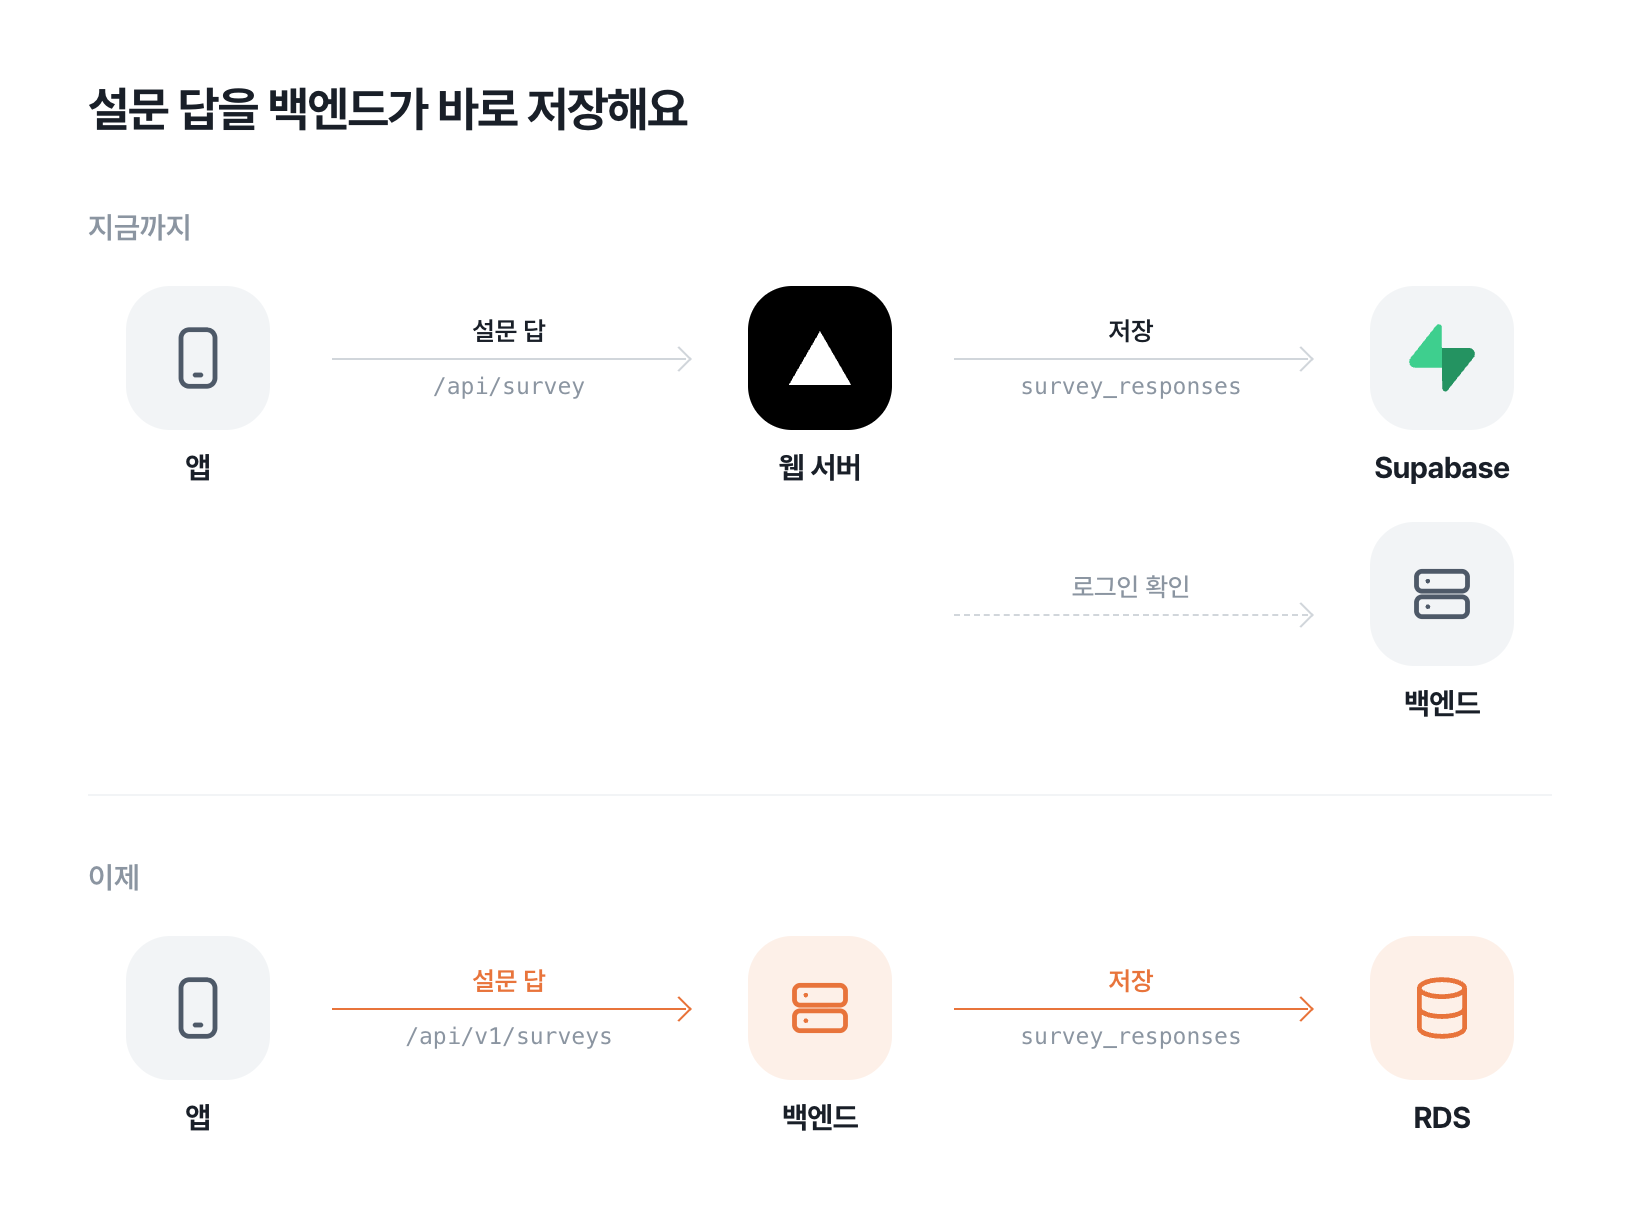 설문 답을 백엔드가 바로 저장해요
지금까지
설문 답
/api/survey
저장
survey_responses
앱
웹 서버
Supabase
로그인 확인
백엔드
이제
설문 답
/api/v1/surveys
저장
survey_responses
앱
백엔드
RDS